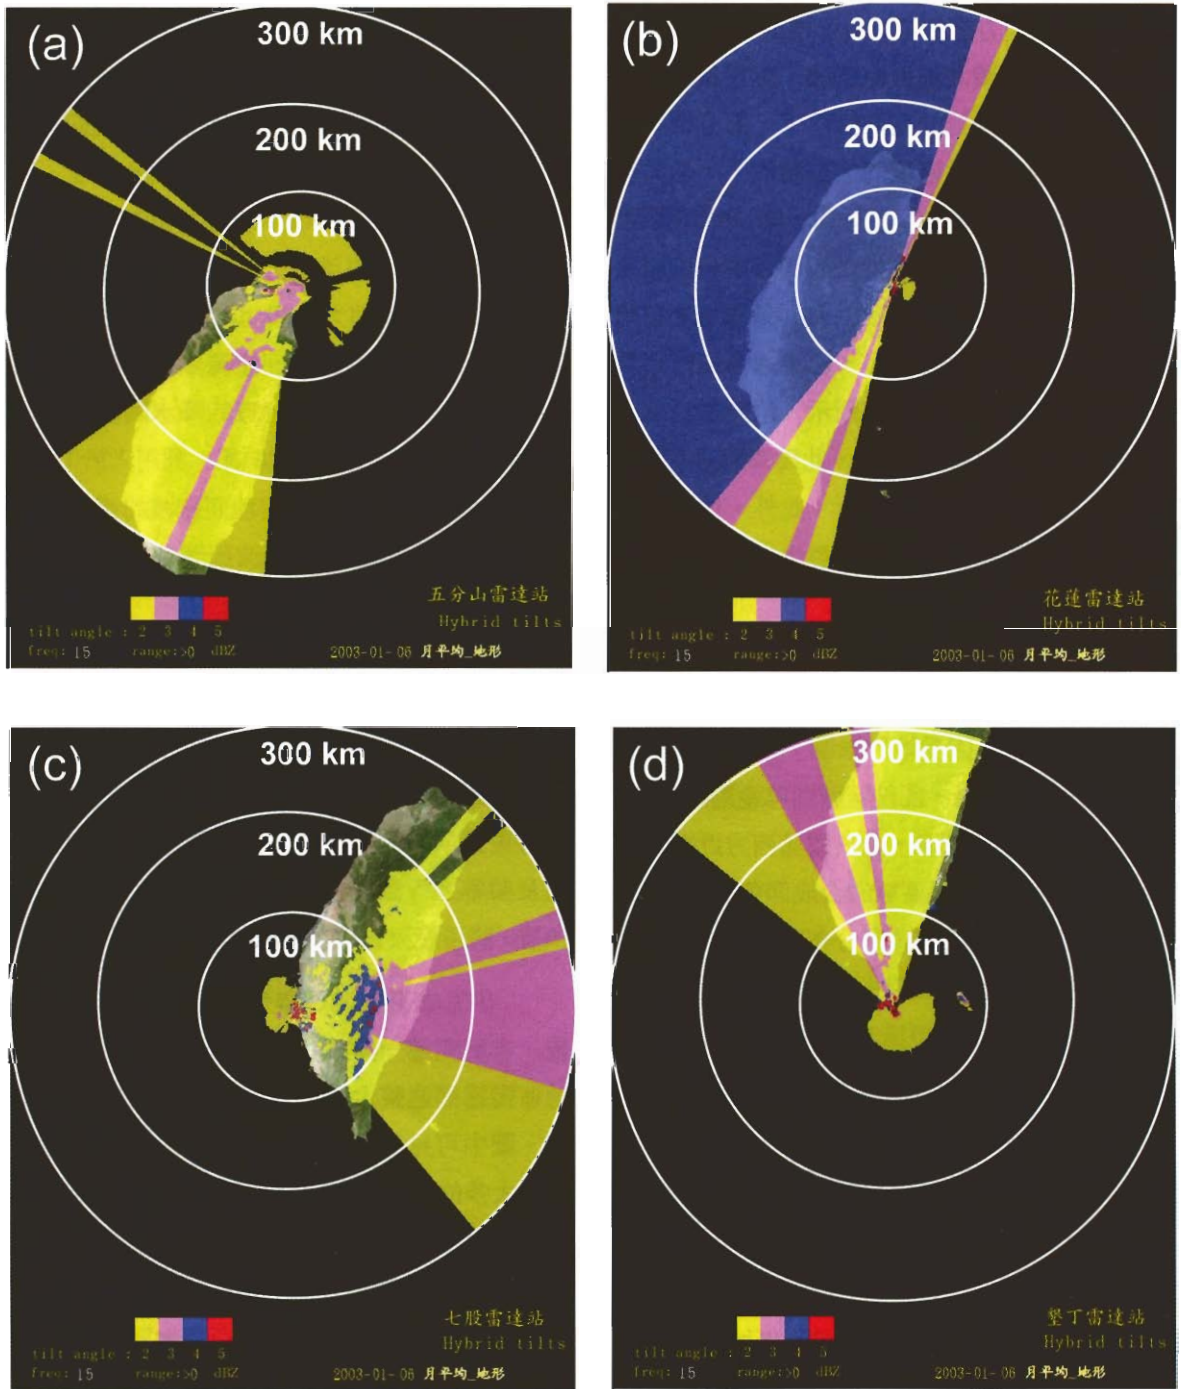 (a)
300 km
200 km
100 km
五分山雷達站
Hybrid tilts
tilt angle : 2 3 4 5
freq: 15 range:>0 dBZ
2003-01-06 月平均_地形
(b)
300 km
200 km
100 km
花蓮雷達站
Hybrid tilts
tilt angle : 2 3 4 5
freq: 15 range:>0 dBZ
2003-01-06 月平均_地形
(c)
300 km
200 km
100 km
七股雷達站
Hybrid tilts
tilt angle : 2 3 4 5
freq: 15 range:>0 dBZ
2003-01-06 月平均_地形
(d)
300 km
200 km
100 km
墾丁雷達站
Hybrid tilts
tilt angle : 2 3 4 5
freq: 15 range:>0 dBZ
2003-01-06 月平均_地形